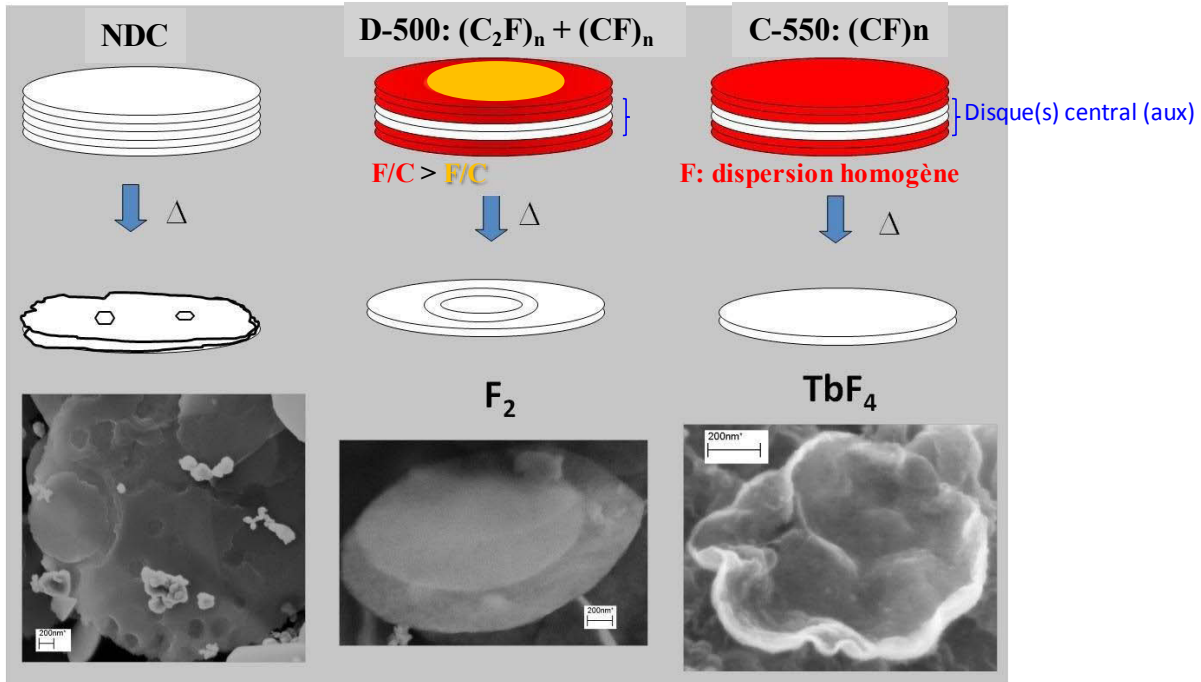 NDC
D-500: (C₂F)ₙ + (CF)ₙ
C-550: (CF)n
Disque(s) central (aux)
F/C > F/C
F: dispersion homogène
Δ
Δ
Δ
F₂
TbF₄
200nm*
200nm*
200nm*